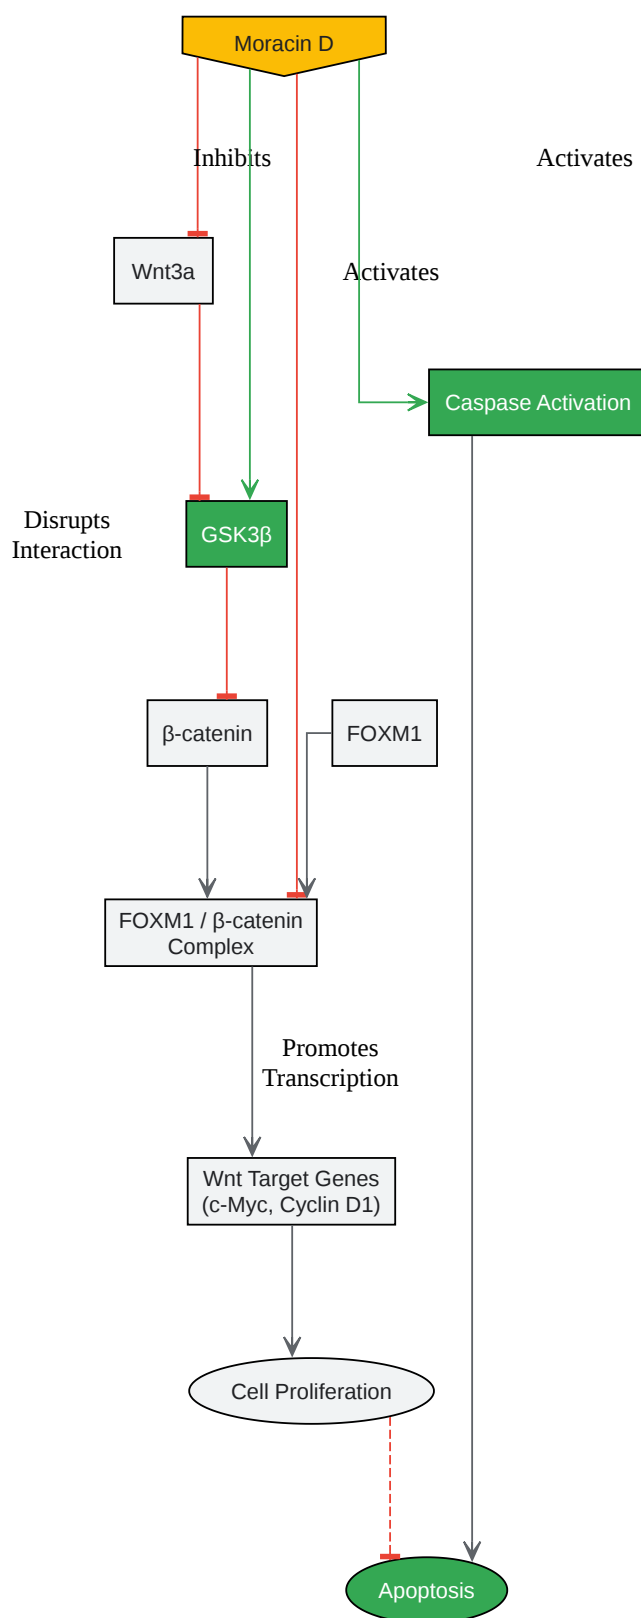 Moracin D
Inhibits
Activates
Wnt3a
Activates
Caspase Activation
Disrupts
Interaction
GSK3β
β-catenin
FOXM1
FOXM1 / β-catenin
Complex
Promotes
Transcription
Wnt Target Genes
(c-Myc, Cyclin D1)
Cell Proliferation
Apoptosis